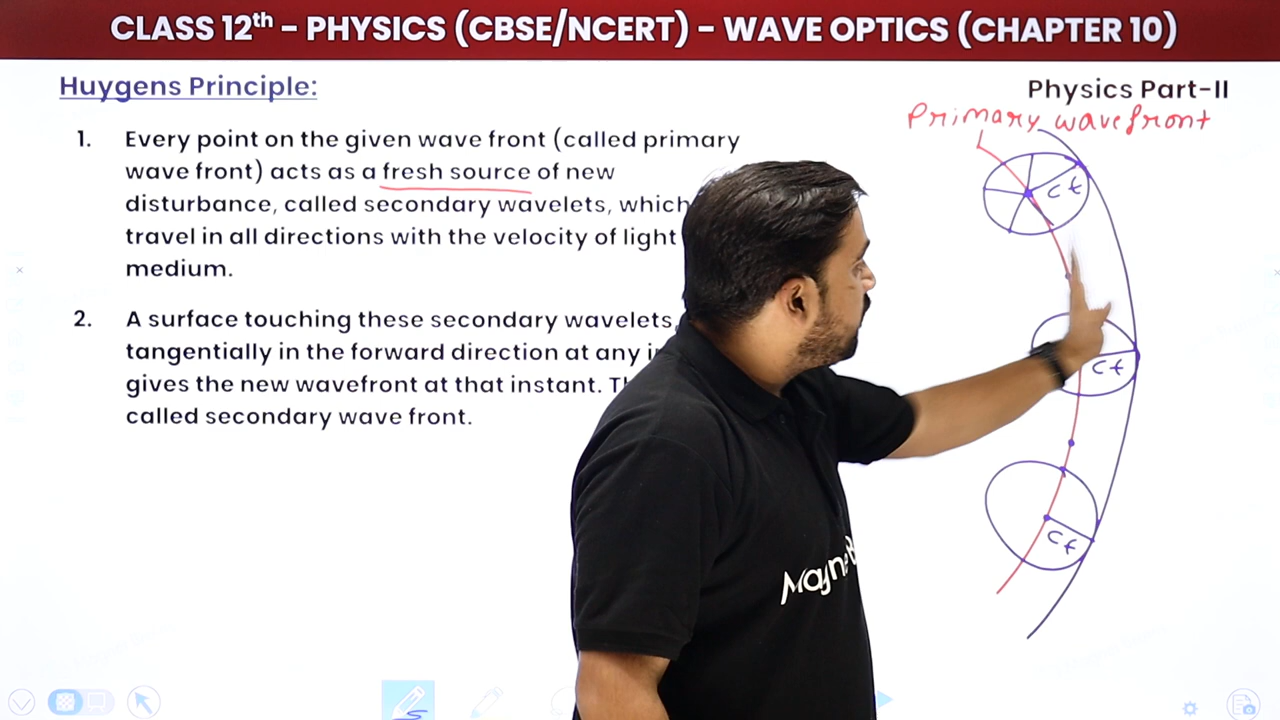 CLASS 12th – PHYSICS (CBSE/NCERT) – WAVE OPTICS (CHAPTER 10)
Huygens Principle:
Physics Part-II
Primary wavefront
1. Every point on the given wave front (called primary
wave front) acts as a fresh source of new
disturbance, called secondary wavelets, which
travel in all directions with the velocity of light
medium.
2. A surface touching these secondary wavelets,
tangentially in the forward direction at any
gives the new wavefront at that instant.
called secondary wave front.
ct
ct
ct